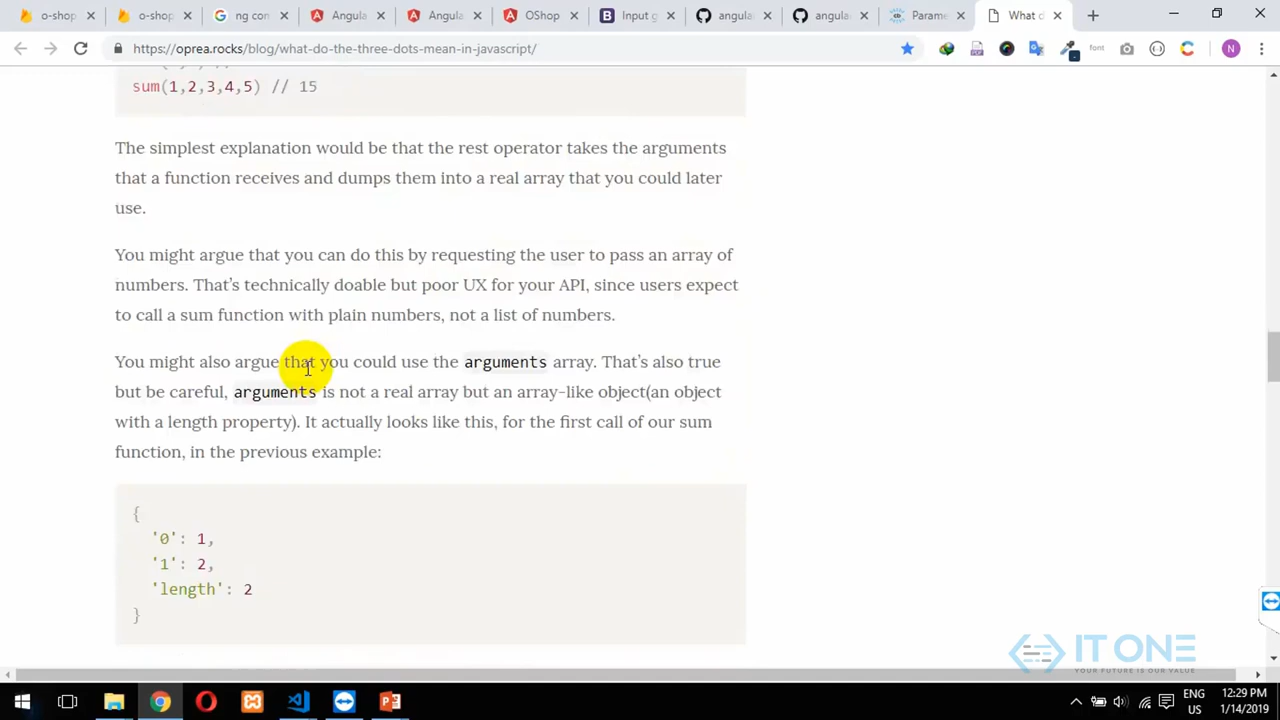 o-shop
o-shop
ng con
Angula
Angula
OShop
Input g
angula
angula
Parame
What d
https://oprea.rocks/blog/what-do-the-three-dots-mean-in-javascript/
font
N
sum(1,2,3,4,5) // 15
The simplest explanation would be that the rest operator takes the arguments
that a function receives and dumps them into a real array that you could later
use.
You might argue that you can do this by requesting the user to pass an array of
numbers. That's technically doable but poor UX for your API, since users expect
to call a sum function with plain numbers, not a list of numbers.
You might also argue that you could use the arguments array. That's also true
but be careful, arguments is not a real array but an array-like object(an object
with a length property). It actually looks like this, for the first call of our sum
function, in the previous example:
{
'0': 1,
'1': 2,
'length': 2
}
IT ONE
YOUR FUTURE IS OUR VALUE
ENG
US
12:29 PM
1/14/2019